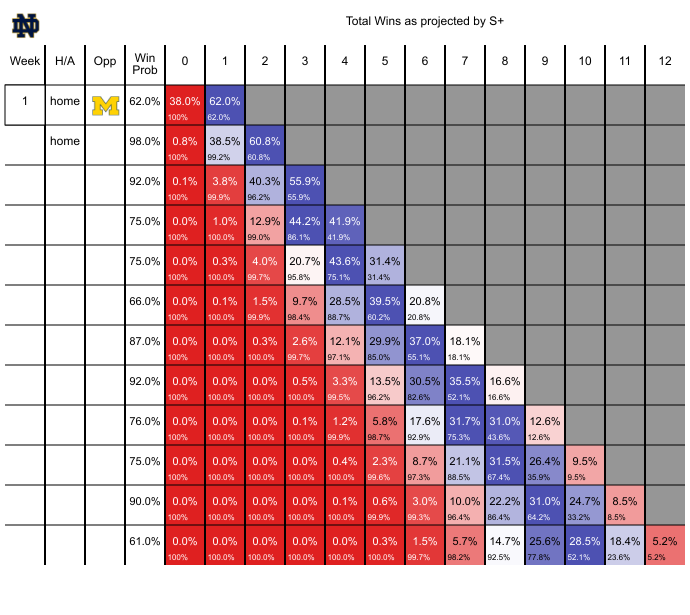 ND
Total Wins as projected by S+
Week H/A Opp Win Prob 0 1 2 3 4 5 6 7 8 9 10 11 12
1 home M 62.0% 38.0% 62.0%
100% 62.0%
home 98.0% 0.8% 38.5% 60.8%
100% 99.2% 60.8%
92.0% 0.1% 3.8% 40.3% 55.9%
100% 99.9% 96.2% 55.9%
75.0% 0.0% 1.0% 12.9% 44.2% 41.9%
100% 100.0% 99.0% 86.1% 41.9%
75.0% 0.0% 0.3% 4.0% 20.7% 43.6% 31.4%
100% 100.0% 99.7% 95.8% 75.1% 31.4%
66.0% 0.0% 0.1% 1.5% 9.7% 28.5% 39.5% 20.8%
100% 100.0% 99.9% 98.4% 88.7% 60.2% 20.8%
87.0% 0.0% 0.0% 0.3% 2.6% 12.1% 29.9% 37.0% 18.1%
100% 100.0% 100.0% 99.7% 97.1% 85.0% 55.1% 18.1%
92.0% 0.0% 0.0% 0.0% 0.5% 3.3% 13.5% 30.5% 35.5% 16.6%
100% 100.0% 100.0% 100.0% 99.5% 96.2% 82.6% 52.1% 16.6%
76.0% 0.0% 0.0% 0.0% 0.1% 1.2% 5.8% 17.6% 31.7% 31.0% 12.6%
100% 100.0% 100.0% 100.0% 99.9% 98.7% 92.9% 75.3% 43.6% 12.6%
75.0% 0.0% 0.0% 0.0% 0.0% 0.4% 2.3% 8.7% 21.1% 31.5% 26.4% 9.5%
100% 100.0% 100.0% 100.0% 100.0% 99.6% 97.3% 88.5% 67.4% 35.9% 9.5%
90.0% 0.0% 0.0% 0.0% 0.0% 0.1% 0.6% 3.0% 10.0% 22.2% 31.0% 24.7% 8.5%
100% 100.0% 100.0% 100.0% 100.0% 99.9% 99.3% 96.4% 86.4% 64.2% 33.2% 8.5%
61.0% 0.0% 0.0% 0.0% 0.0% 0.0% 0.3% 1.5% 5.7% 14.7% 25.6% 28.5% 18.4% 5.2%
100% 100.0% 100.0% 100.0% 100.0% 100.0% 99.7% 98.2% 92.5% 77.8% 52.1% 23.6% 5.2%